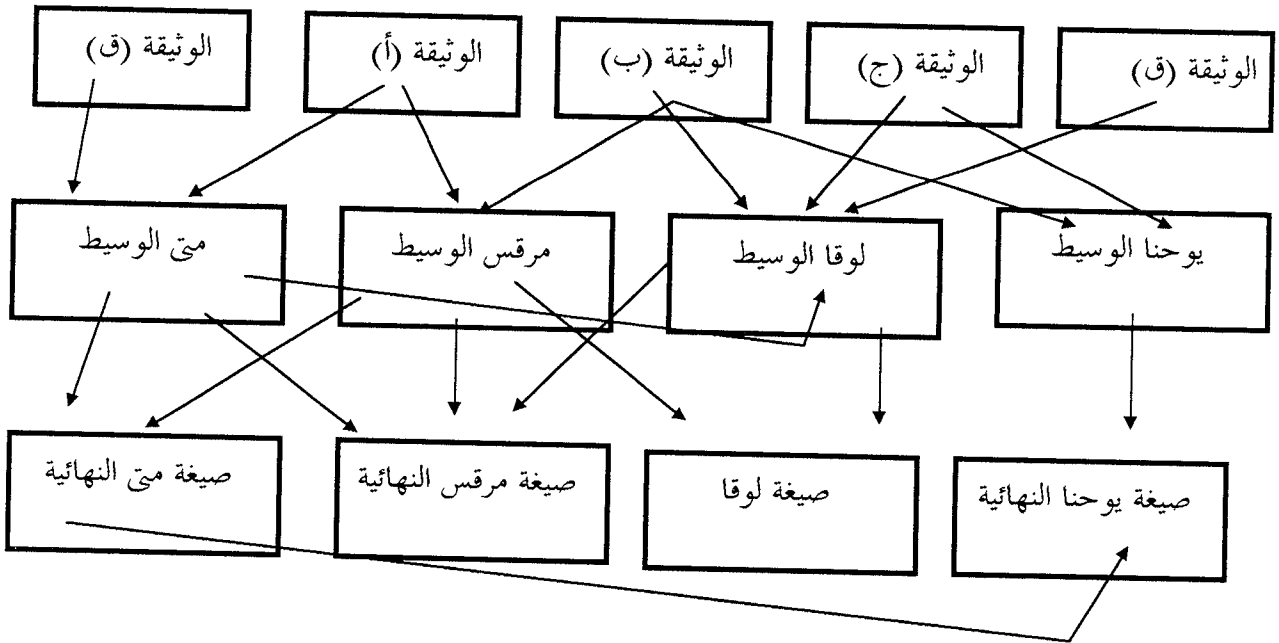 الوثيقة (ق)
الوثيقة (ج)
الوثيقة (ب)
الوثيقة (أ)
الوثيقة (ق)
يوحنا الوسيط
لوقا الوسيط
مرقس الوسيط
متى الوسيط
صيغة يوحنا النهائية
صيغة لوقا
صيغة مرقس النهائية
صيغة متى النهائية